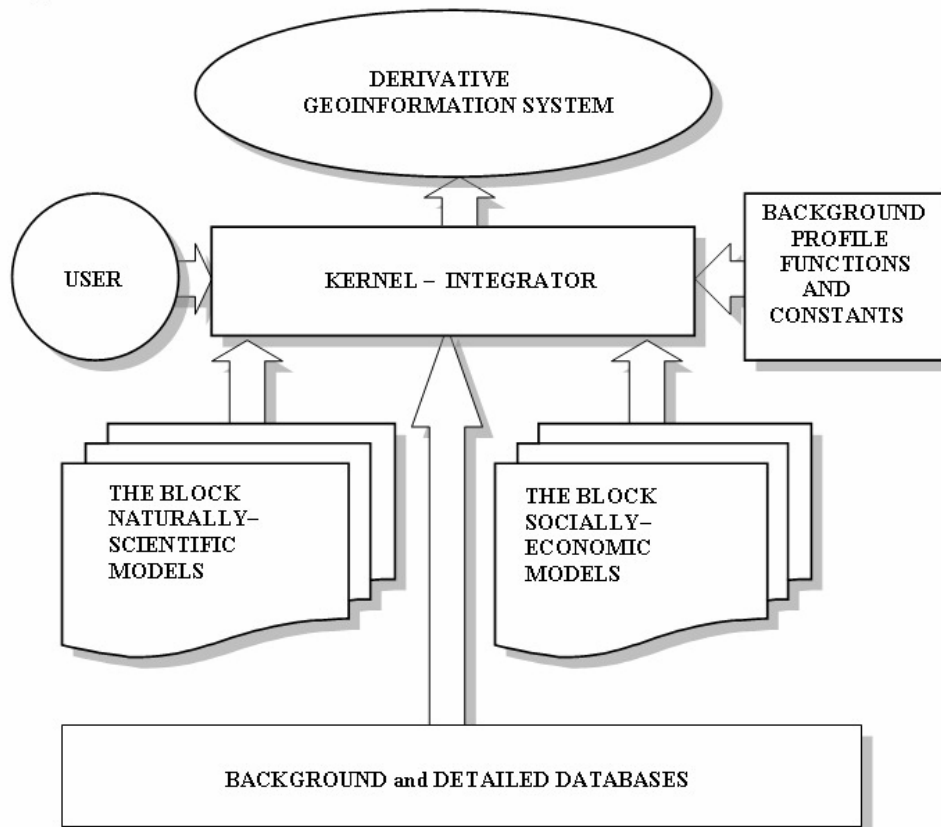 DERIVATIVE
GEOINFORMATION SYSTEM
USER
KERNEL – INTEGRATOR
BACKGROUND
PROFILE
FUNCTIONS
AND
CONSTANTS
THE BLOCK
NATURALLY–
SCIENTIFIC
MODELS
THE BLOCK
SOCIALLY–
ECONOMIC
MODELS
BACKGROUND and DETAILED DATABASES